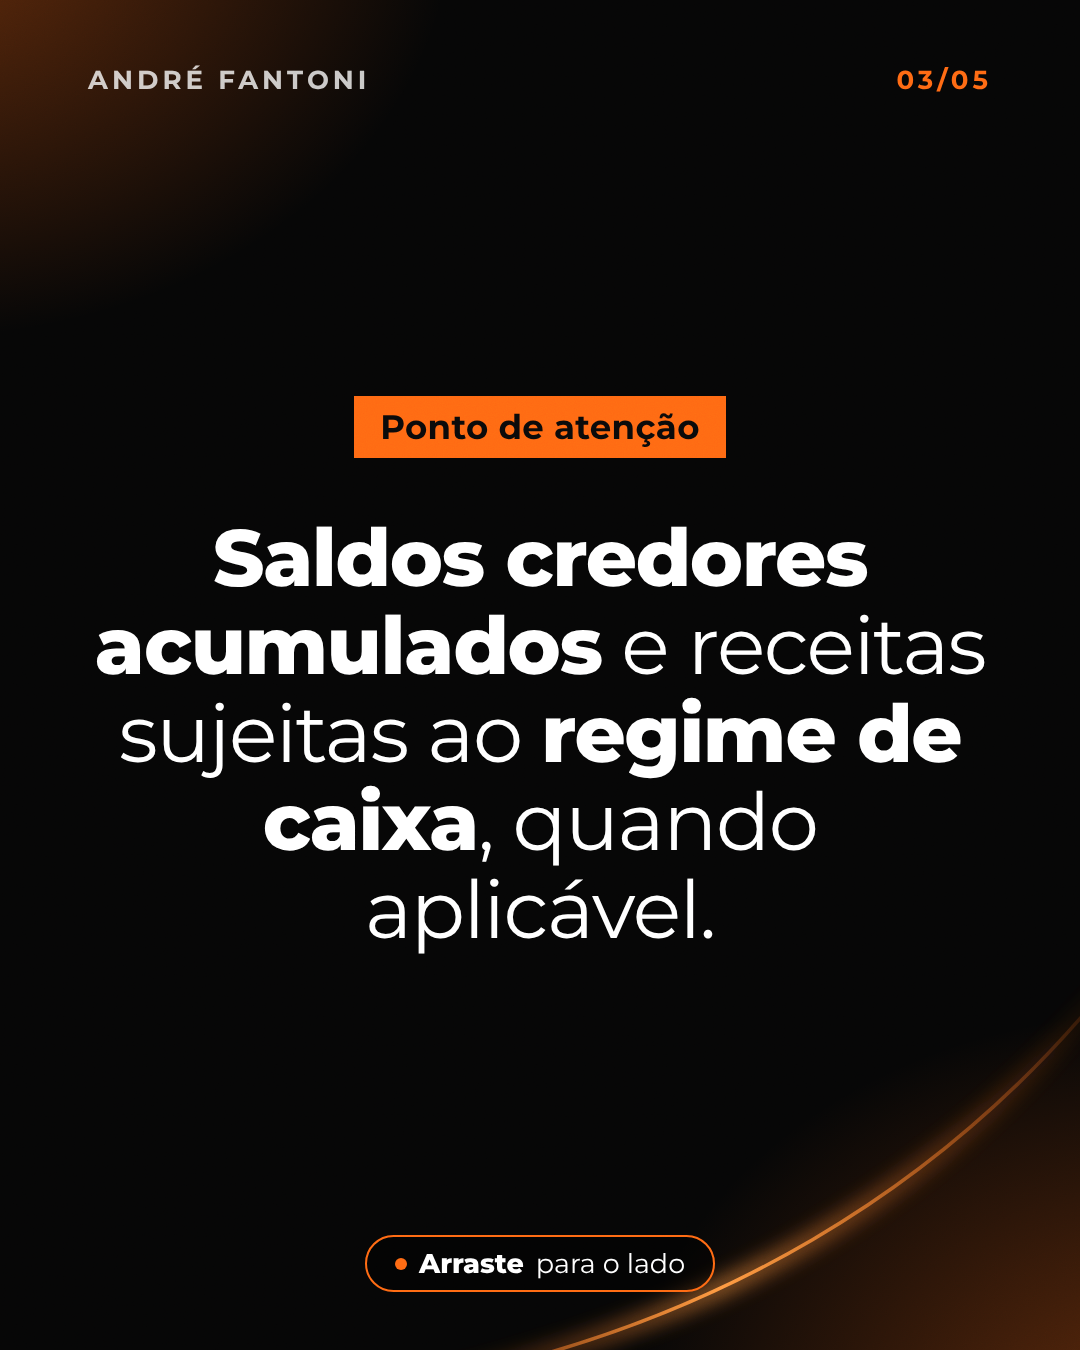 ANDRÉ FANTONI
03/05
Ponto de atenção
Saldos credores
acumulados e receitas
sujeitas ao regime de
caixa, quando
aplicável.
Arraste para o lado